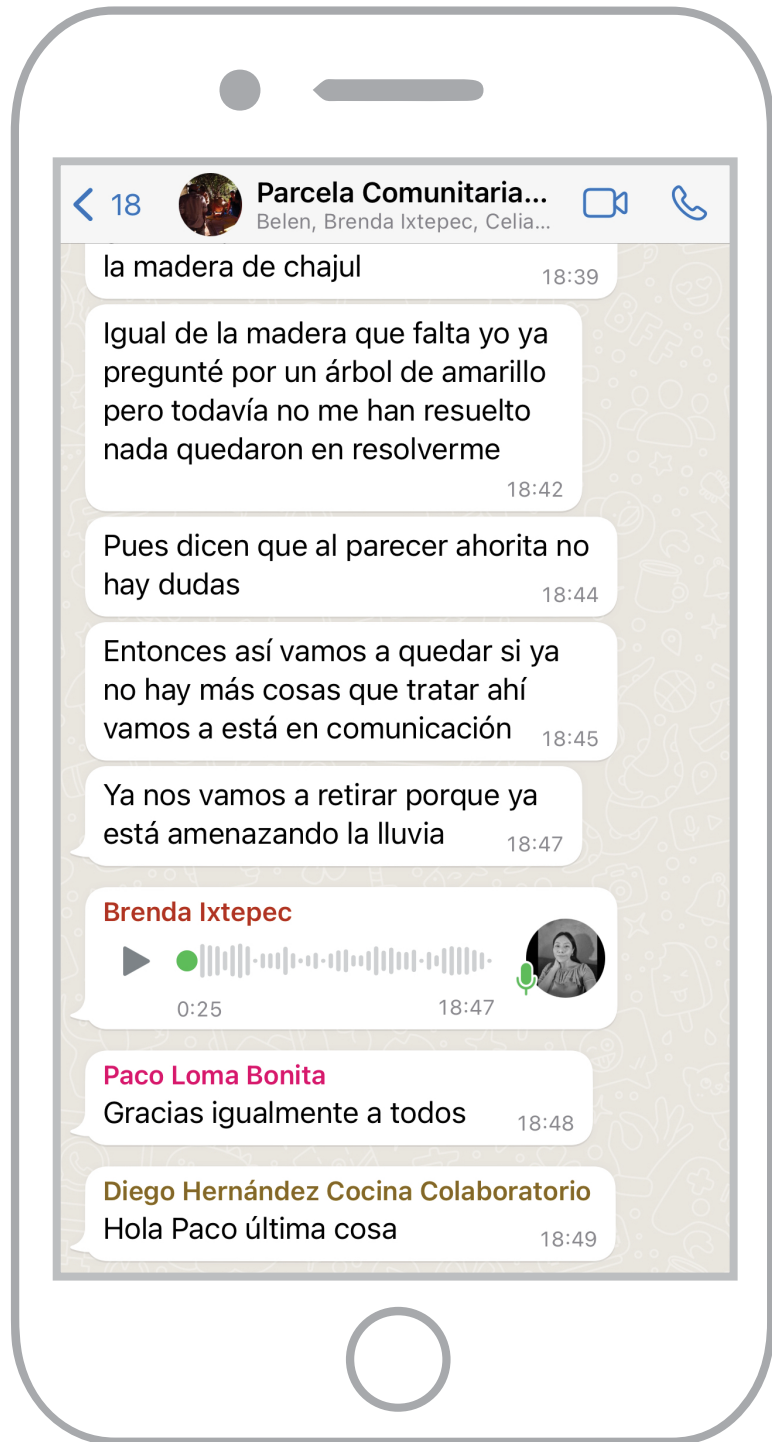 18
Parcela Comunitaria...
Belen, Brenda Ixtepec, Celia...
la madera de chajul
18:39
Igual de la madera que falta yo ya
pregunté por un árbol de amarillo
pero todavía no me han resuelto
nada quedaron en resolverme
18:42
Pues dicen que al parecer ahorita no
hay dudas
18:44
Entonces así vamos a quedar si ya
no hay más cosas que tratar ahí
vamos a está en comunicación
18:45
Ya nos vamos a retirar porque ya
está amenazando la lluvia
18:47
Brenda Ixtepec
0:25
18:47
Paco Loma Bonita
Gracias igualmente a todos
18:48
Diego Hernández Cocina Colaboratorio
Hola Paco última cosa
18:49